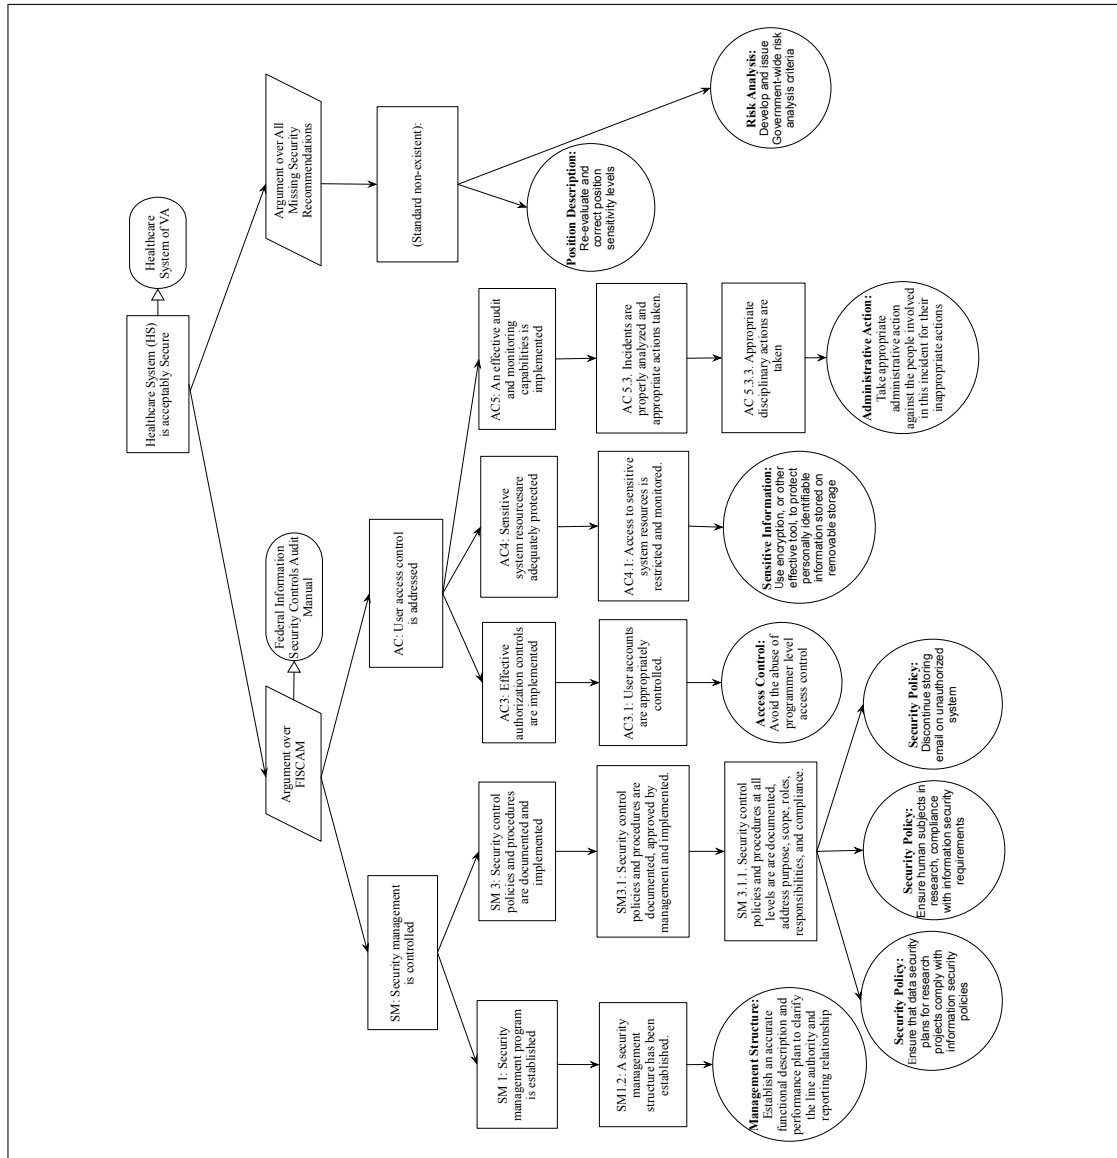 Healthcare System (HS)
is acceptably Secure
Healthcare
System of VA
Argument over
FISCAM
Federal Information
Security Controls Audit
Manual
Argument over All
Missing Security
Recommendations
SM: Security management
is controlled
AC: User access control
is addressed
(Standard non-existent):
SM 1: Security
management program
is established
SM 3: Security control
policies and procedures
are documented and
implemented
AC3: Effective
authorization controls
are implemented
AC4: Sensitive
system resourcesare
adequately protected
AC5: An effective audit
and monitoring
capabilities is
implemented
Position Description:
Re-evaluate and
correct position
sensitivity levels
Risk Analysis:
Develop and issue
Government-wide risk
analysis criteria
SM1.2: A security
management
structure has been
established.
SM3.1: Security control
policies and procedures are
documented, approved by
management and implemented.
AC3.1: User accounts
are appropriately
controlled.
AC4.1: Access to sensitive
system resources is
restricted and monitored.
AC 5.3. Incidents are
properly analyzed and
appropriate actions taken.
Management Structure:
Establish an accurate
functional description and
performance plan to clarify
the line authority and
reporting relationship
SM 3.1.1. Security control
policies and procedures at all
levels are are documented,
address purpose, scope, roles,
responsibilities, and compliance.
Access Control:
Avoid the abuse of
programmer level
access control
Sensitive Information:
Use encryption, or other
effective tool, to protect
personally identifiable
information stored on
removable storage
AC 5.3.3. Appropriate
disciplinary actions are
taken
Administrative Action:
Take appropriate
administrative action
against the people involved
in this incident for their
inappropriate actions
Security Policy:
Ensure that data security
plans for research
projects comply with
information security
policies
Security Policy:
Ensure human subjects in
research, compliance
with information security
requirements
Security Policy:
Discontinue storing
email on unauthorized
system